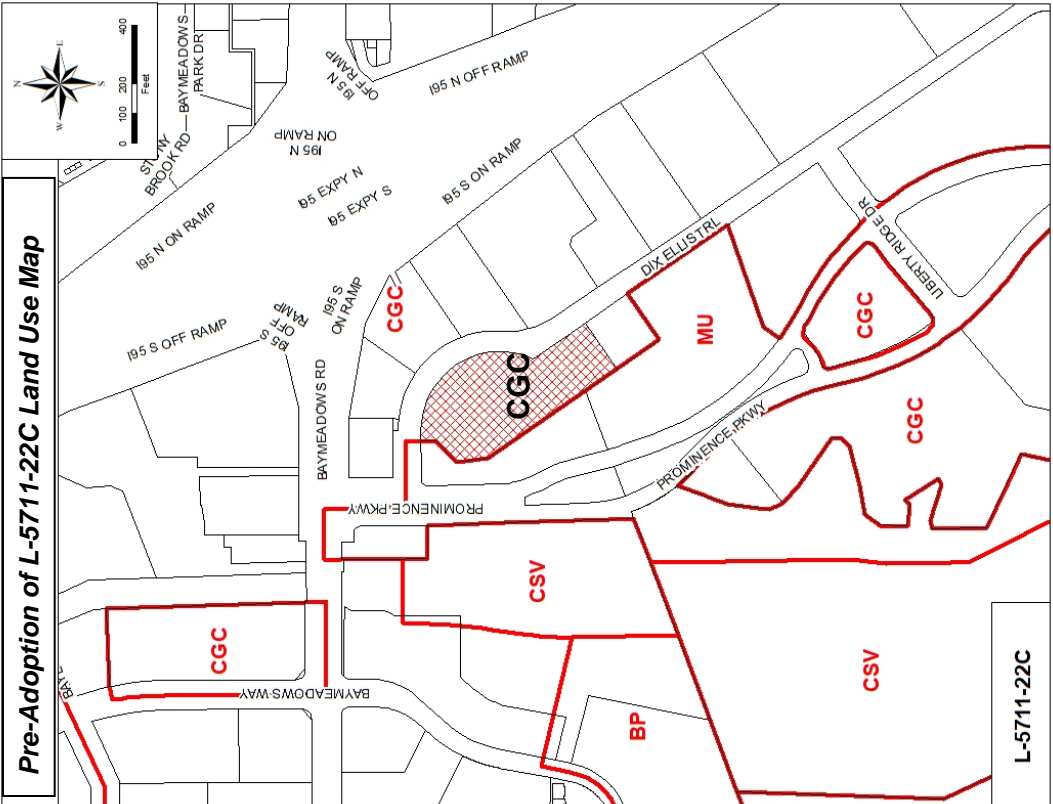 Pre-Adoption of L-5711-22C Land Use Map
N
W
E
S
0 100 200 400
Feet
BAYMEADOWS
PARK DR
BROOK RD
I95 N
OFF RAMP
I95 N OFF RAMP
I95 N
ON RAMP
I95 N ON RAMP
I95 EXPY N
I95 EXPY S
I95 S ON RAMP
I95 S OFF RAMP
I95 S
OFF
RAMP
I95 S
ON RAMP
BAYMEADOWS RD
CGC
DIX ELLIS TRL
CGC
MU
LIBERTY RIDGE DR
CGC
PROMINENCE PKWY
CGC
PROMINENCE PKWY
CSV
CGC
BAYMEADOWS WAY
BP
CSV
L-5711-22C